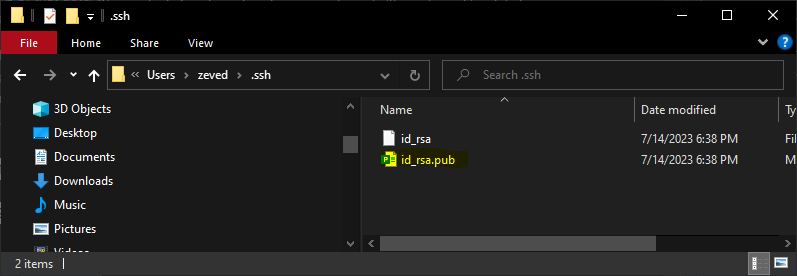 .ssh
File Home Share View
Users zeved .ssh Search .ssh
3D Objects
Desktop
Documents
Downloads
Music
Pictures
Name Date modified Ty
id_rsa 7/14/2023 6:38 PM Fil
id_rsa.pub 7/14/2023 6:38 PM M
2 items